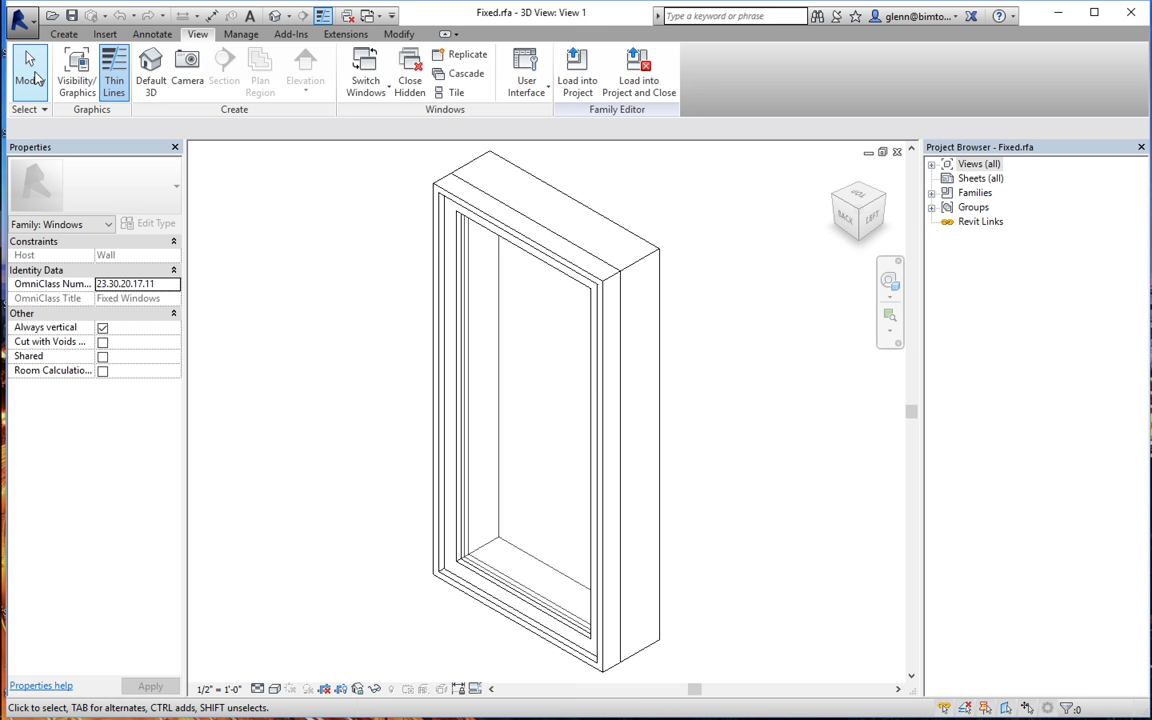 Fixed.rfa - 3D View: View 1
Type a keyword or phrase
glenn@bimto...
Create Insert Annotate View Manage Add-Ins Extensions Modify
Modify
Visibility/ Graphics
Thin Lines
Default 3D
Camera
Section
Plan Region
Elevation
Switch Windows
Close Hidden
Replicate
Cascade
Tile
User Interface
Load into Project
Load into Project and Close
Select Graphics Create Windows Family Editor
Properties
Family: Windows Edit Type
Constraints
Host Wall
Identity Data
OmniClass Num... 23.30.20.17.11
OmniClass Title Fixed Windows
Other
Always vertical
Cut with Voids ...
Shared
Room Calculatio...
Properties help Apply
TOP
BACK LEFT
Project Browser - Fixed.rfa
Views (all)
Sheets (all)
Families
Groups
Revit Links
1/2" = 1'-0"
Click to select, TAB for alternates, CTRL adds, SHIFT unselects.
:0